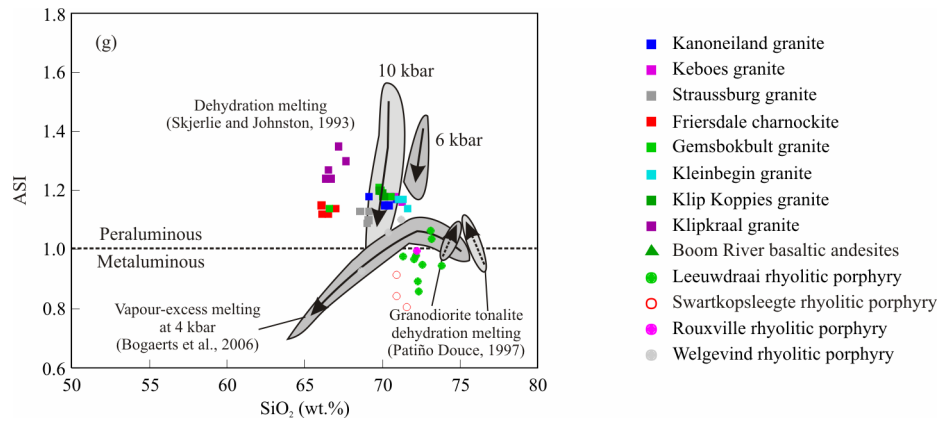 1.8
(g)
10 kbar
1.6
Dehydration melting
(Skjerlie and Johnston, 1993)
1.4
6 kbar
ASI
1.2
Peraluminous
1.0
Metaluminous
0.8
Vapour-excess melting
at 4 kbar
(Bogaerts et al., 2006)
Granodiorite tonalite
dehydration melting
(Patiño Douce, 1997)
0.6
50 55 60 65 70 75 80
SiO₂ (wt.%)
Kanoneiland granite
Keboes granite
Straussburg granite
Friersdale charnockite
Gemsbokbult granite
Kleinbegin granite
Klip Koppies granite
Klipkraal granite
Boom River basaltic andesites
Leeuwdraai rhyolitic porphyry
Swartkopsleegte rhyolitic porphyry
Rouxville rhyolitic porphyry
Welgevind rhyolitic porphyry